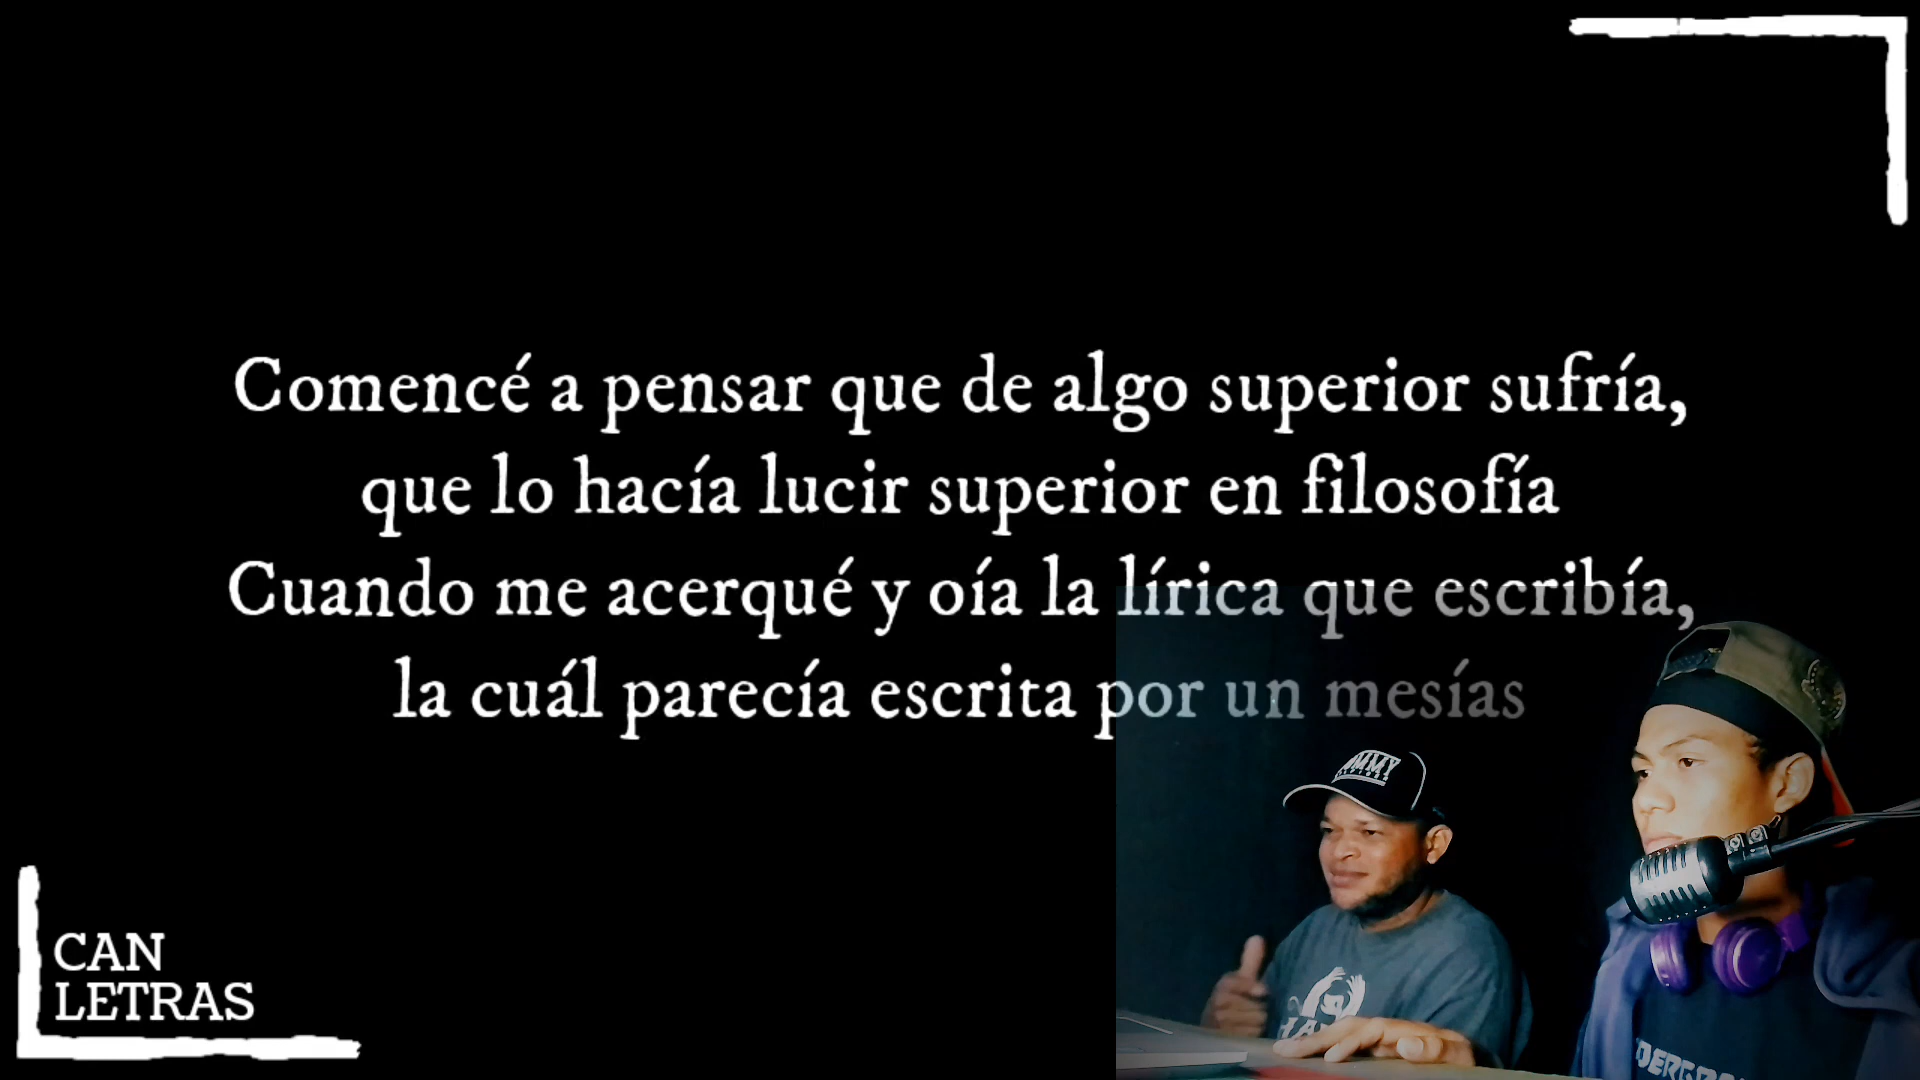 Comencé a pensar que de algo superior sufría,
que lo hacía lucir superior en filosofía
Cuando me acerqué y oía la lírica que escribía,
la cuál parecía escrita por un mesías
CAN
LETRAS